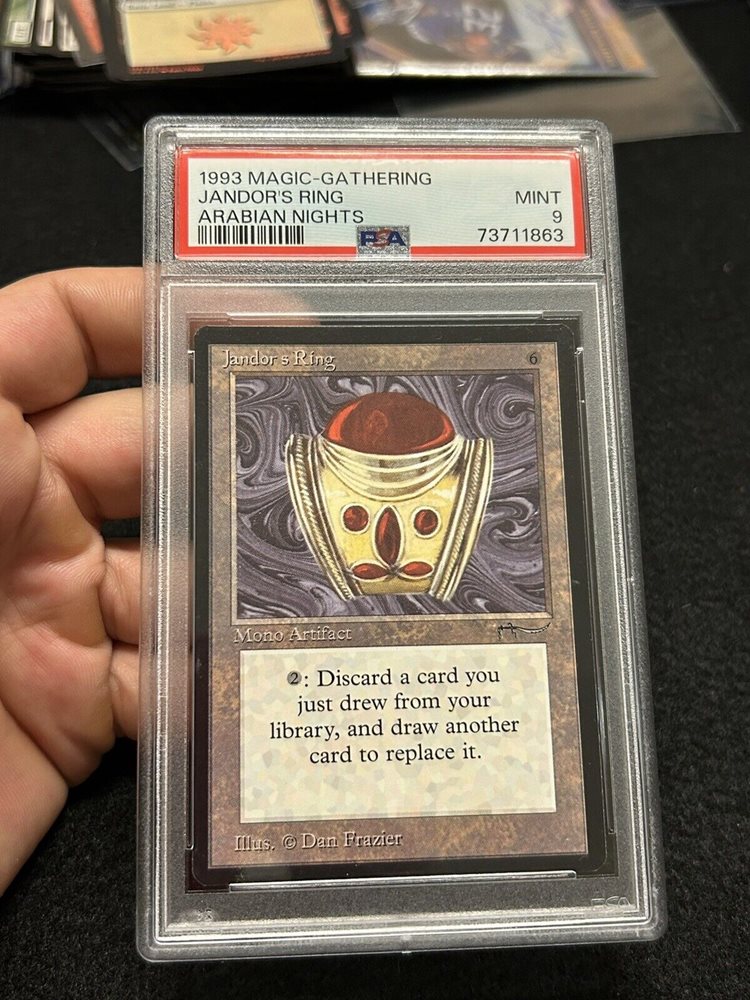 1993 MAGIC-GATHERING
JANDOR'S RING MINT
ARABIAN NIGHTS 9
PSA 73711863
Jandor's Ring 6
Mono Artifact
2: Discard a card you
just drew from your
library, and draw another
card to replace it.
Illus. © Dan Frazier
PSA